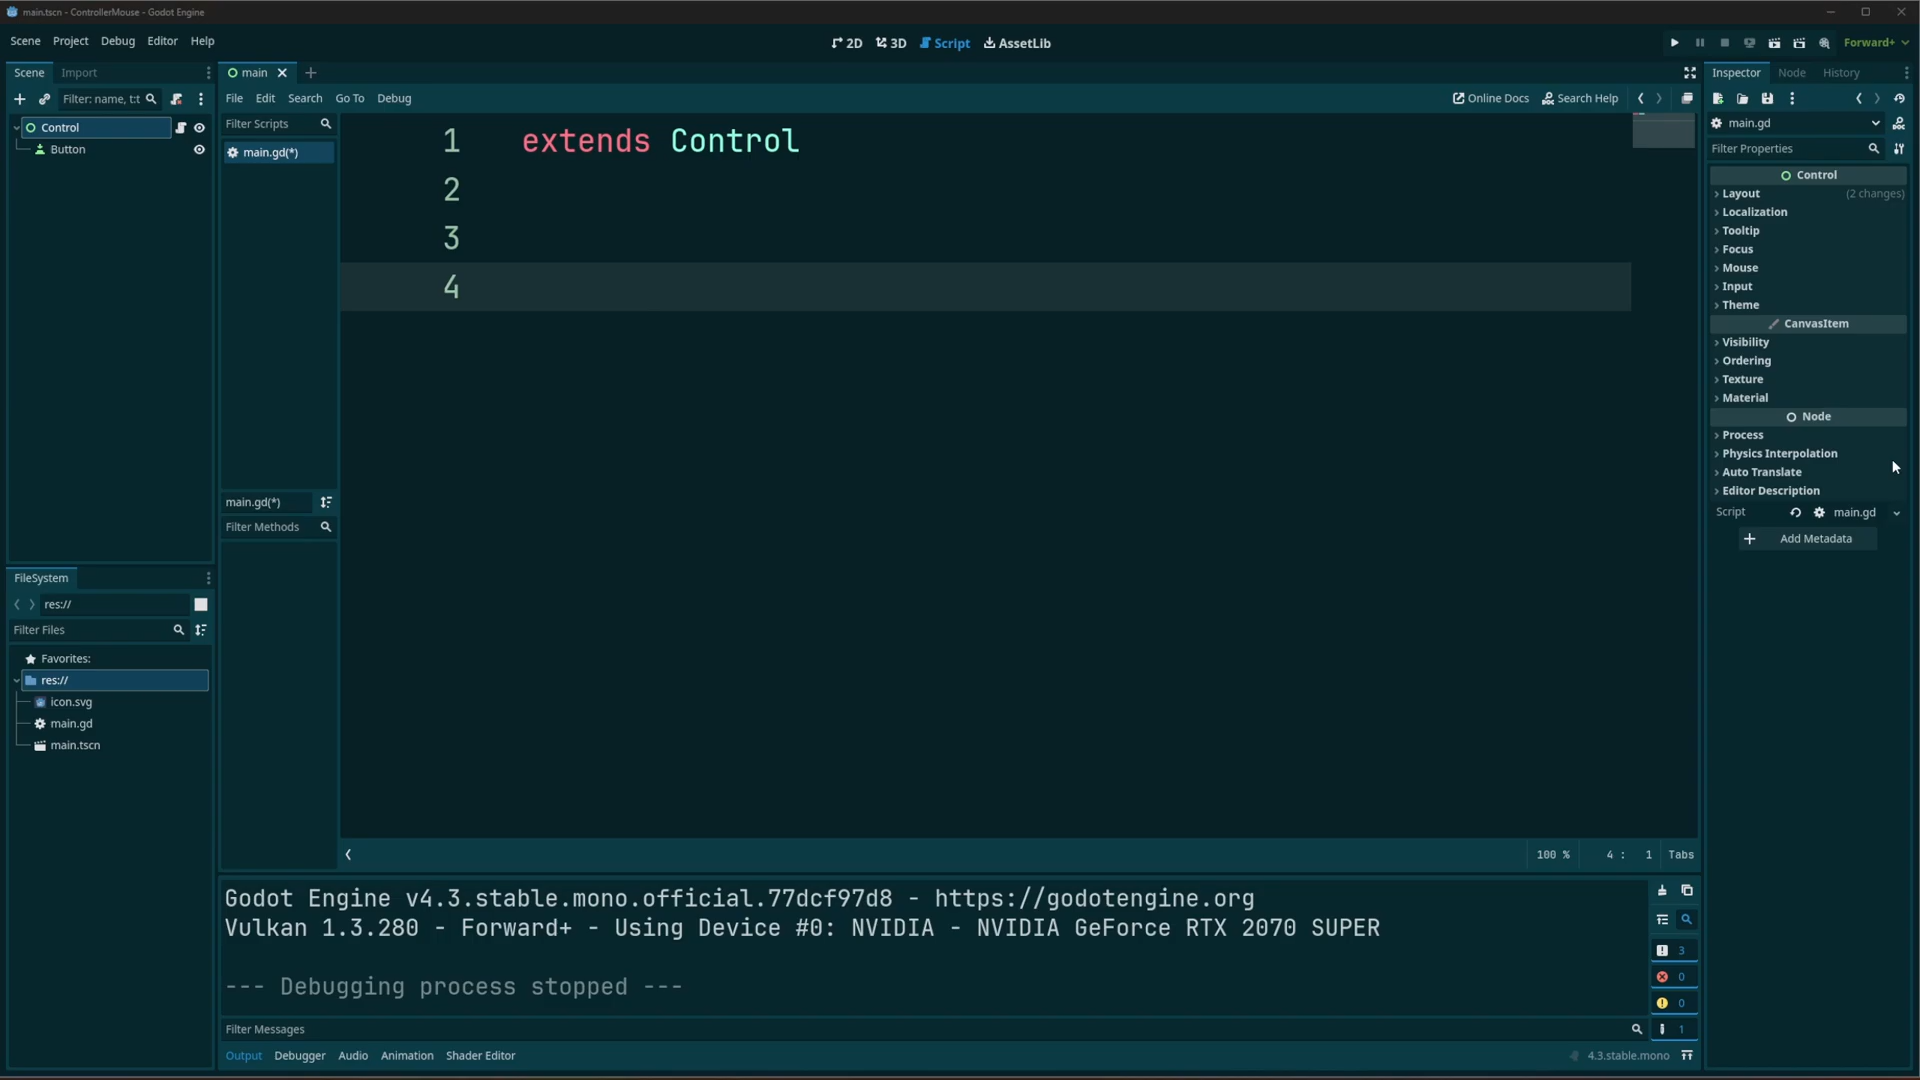 main.tscn - ControllerMouse - Godot Engine
Scene Project Debug Editor Help
2D 3D Script AssetLib
Forward+
Scene Import
Filter: name, t:t
Control
Button
main
File Edit Search Go To Debug
Online Docs Search Help
Filter Scripts
main.gd(*)
main.gd(*)
Filter Methods
1 extends Control
2
3
4
100 % 4 : 1 Tabs
Inspector Node History
main.gd
Filter Properties
Control
Layout (2 changes)
Localization
Tooltip
Focus
Mouse
Input
Theme
CanvasItem
Visibility
Ordering
Texture
Material
Node
Process
Physics Interpolation
Auto Translate
Editor Description
Script main.gd
Add Metadata
FileSystem
res://
Filter Files
Favorites:
res://
icon.svg
main.gd
main.tscn
Godot Engine v4.3.stable.mono.official.77dcf97d8 - https://godotengine.org
Vulkan 1.3.280 - Forward+ - Using Device #0: NVIDIA - NVIDIA GeForce RTX 2070 SUPER
--- Debugging process stopped ---
3
0
0
1
Filter Messages
Output Debugger Audio Animation Shader Editor
4.3.stable.mono